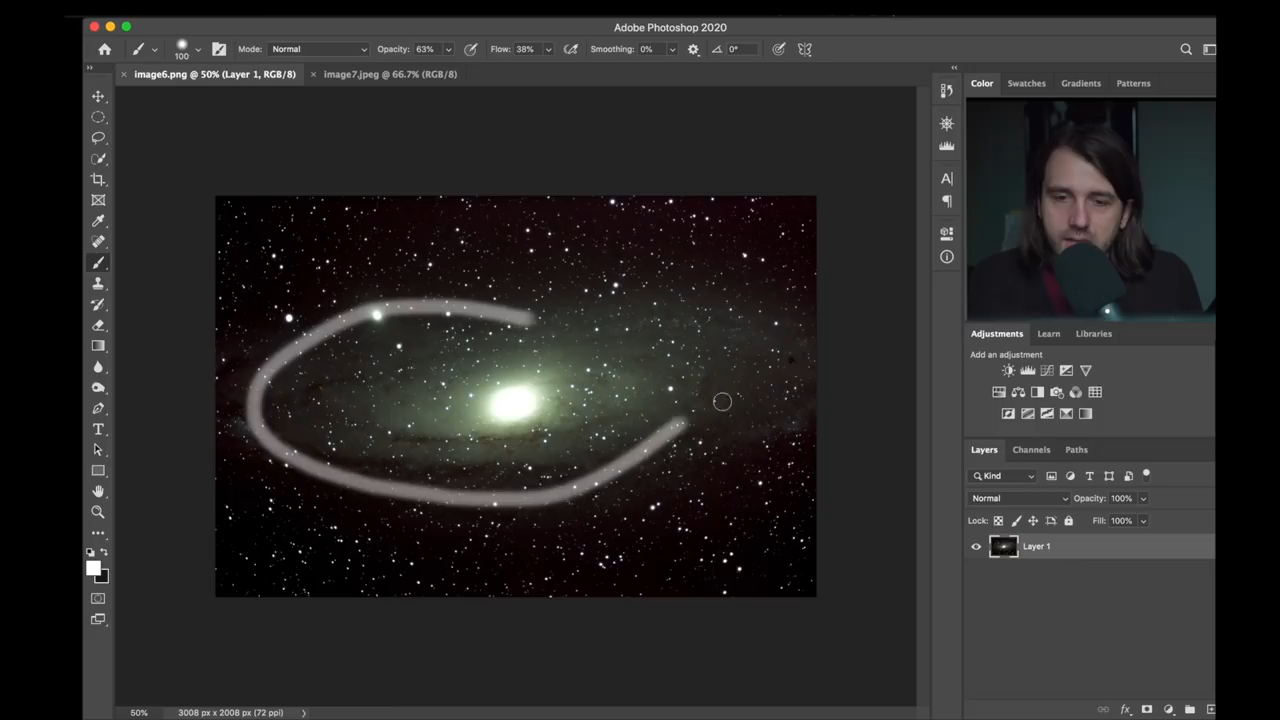 Adobe Photoshop 2020
100 Mode: Normal Opacity: 63% Flow: 38% Smoothing: 0% 0°
image6.png @ 50% (Layer 1, RGB/8) image7.jpeg @ 66.7% (RGB/8)
Color Swatches Gradients Patterns
Adjustments Learn Libraries
Add an adjustment
Layers Channels Paths
Kind
Normal Opacity: 100%
Lock: Fill: 100%
Layer 1
50% 3008 px x 2008 px (72 ppi)